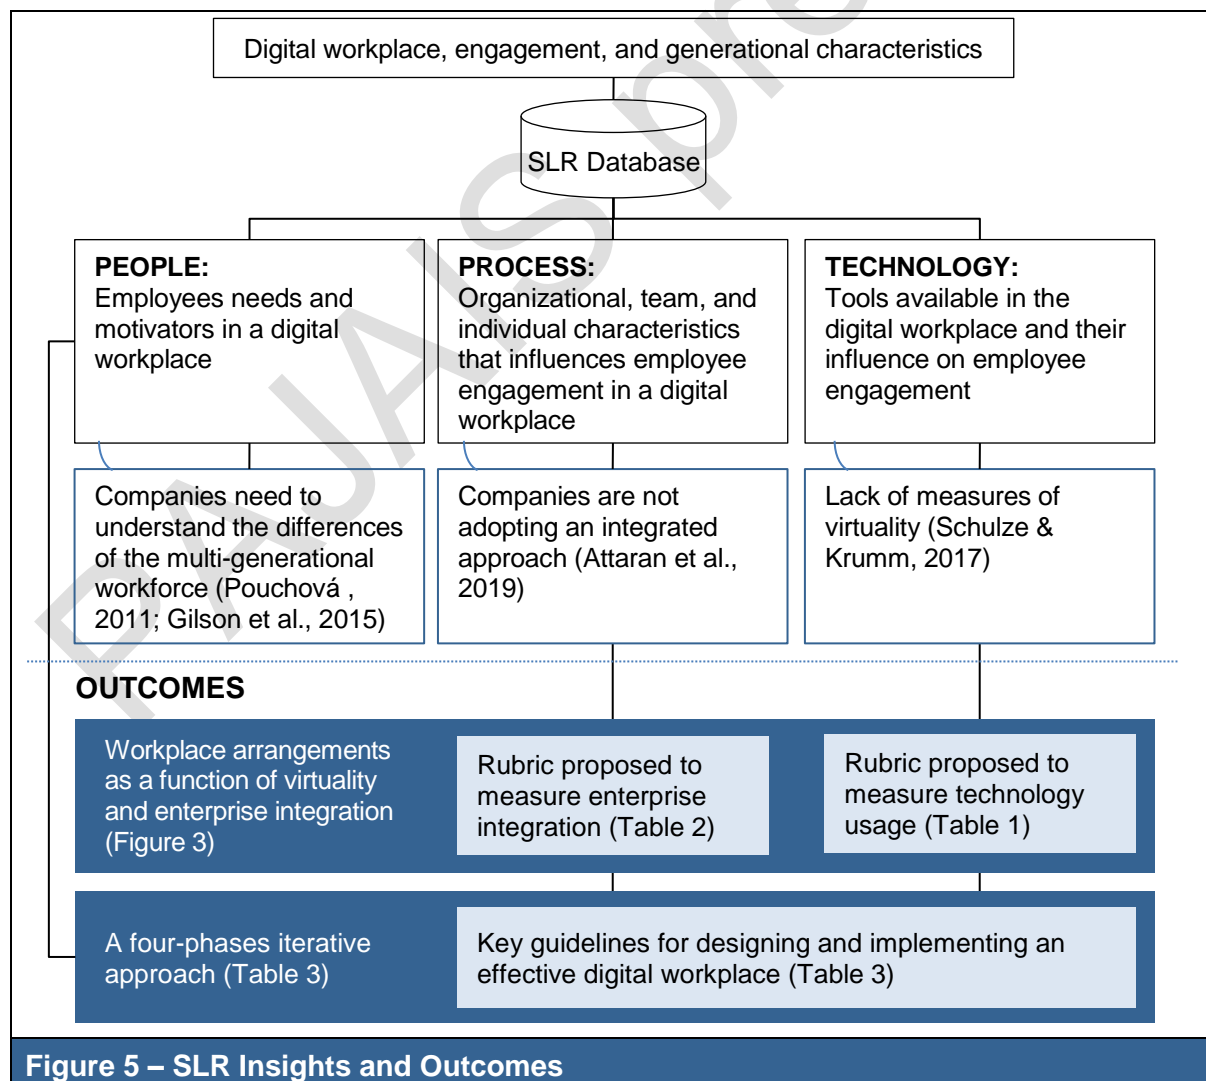 Digital workplace, engagement, and generational characteristics
SLR Database
PEOPLE:
Employees needs and
motivators in a digital
workplace
PROCESS:
Organizational, team, and
individual characteristics
that influences employee
engagement in a digital
workplace
TECHNOLOGY:
Tools available in the
digital workplace and their
influence on employee
engagement
Companies need to
understand the differences
of the multi-generational
workforce (Pouchová ,
2011; Gilson et al., 2015)
Companies are not
adopting an integrated
approach (Attaran et al.,
2019)
Lack of measures of
virtuality (Schulze &
Krumm, 2017)
OUTCOMES
Workplace arrangements
as a function of virtuality
and enterprise integration
(Figure 3)
Rubric proposed to
measure enterprise
integration (Table 2)
Rubric proposed to
measure technology
usage (Table 1)
A four-phases iterative
approach (Table 3)
Key guidelines for designing and implementing an
effective digital workplace (Table 3)
Figure 5 – SLR Insights and Outcomes
PAJAIS pre